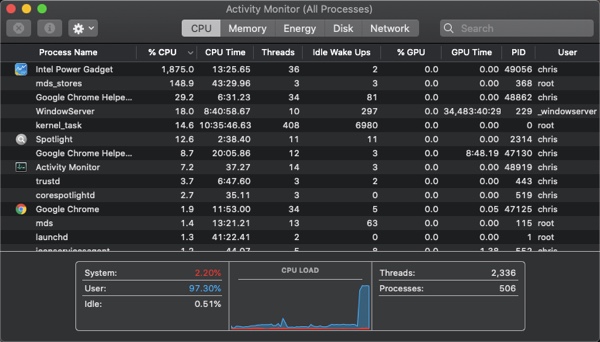 Activity Monitor (All Processes)
CPU Memory Energy Disk Network Search
Process Name % CPU CPU Time Threads Idle Wake Ups % GPU GPU Time PID User
Intel Power Gadget 1,875.0 13:25.65 36 2 0.0 0.00 49056 chris
mds_stores 148.9 43:29.96 3 3 0.0 0.00 368 root
Google Chrome Helpe... 29.2 6:31.23 34 81 0.0 0.00 48862 chris
WindowServer 18.0 8:40:58.67 10 297 0.0 34,483:40:29 229 _windowserver
kernel_task 14.6 10:35:46.63 408 6980 0.0 0.00 0 root
Spotlight 12.6 2:38.40 11 11 0.0 0.00 2314 chris
Google Chrome Helpe... 8.7 20:05.86 12 3 0.0 8:48.19 47130 chris
Activity Monitor 7.2 37.27 14 3 0.0 0.00 48919 chris
trustd 3.7 6:47.60 3 2 0.0 0.00 443 chris
corespotlightd 2.7 35.11 3 0 0.0 0.00 519 chris
Google Chrome 1.9 11:53.00 34 5 0.0 0.05 47125 chris
mds 1.4 13:21.21 13 63 0.0 0.00 115 root
launchd 1.3 41:22.41 2 0 0.0 0.00 1 root
System: 2.20%
User: 97.30%
Idle: 0.51%
CPU LOAD
Threads: 2,336
Processes: 506